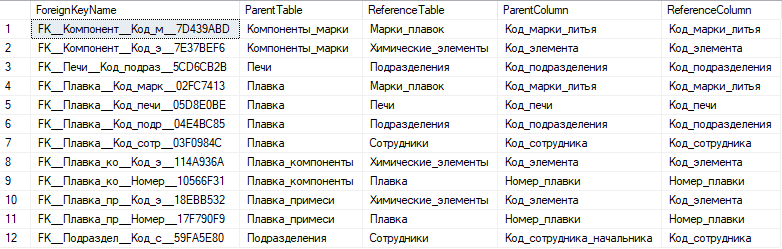 ForeignKeyName ParentTable ReferenceTable ParentColumn ReferenceColumn
1 FK__Компонент__Код_м__7D439ABD Компоненты_марки Марки_плавок Код_марки_литья Код_марки_литья
2 FK__Компонент__Код_э__7E37BEF6 Компоненты_марки Химические_элементы Код_элемента Код_элемента
3 FK__Печи__Код_подраз__5CD6CB2B Печи Подразделения Код_подразделения Код_подразделения
4 FK__Плавка__Код_марк__02FC7413 Плавка Марки_плавок Код_марки_литья Код_марки_литья
5 FK__Плавка__Код_печи__05D8E0BE Плавка Печи Код_печи Код_печи
6 FK__Плавка__Код_подр__04E4BC85 Плавка Подразделения Код_подразделения Код_подразделения
7 FK__Плавка__Код_сотр__03F0984C Плавка Сотрудники Код_сотрудника Код_сотрудника
8 FK__Плавка_ко__Код_э__114A936A Плавка_компоненты Химические_элементы Код_элемента Код_элемента
9 FK__Плавка_ко__Номер__10566F31 Плавка_компоненты Плавка Номер_плавки Номер_плавки
10 FK__Плавка_пр__Код_э__18EBB532 Плавка_примеси Химические_элементы Код_элемента Код_элемента
11 FK__Плавка_пр__Номер__17F790F9 Плавка_примеси Плавка Номер_плавки Номер_плавки
12 FK__Подраздел__Код_с__59FA5E80 Подразделения Сотрудники Код_сотрудника_начальника Код_сотрудника